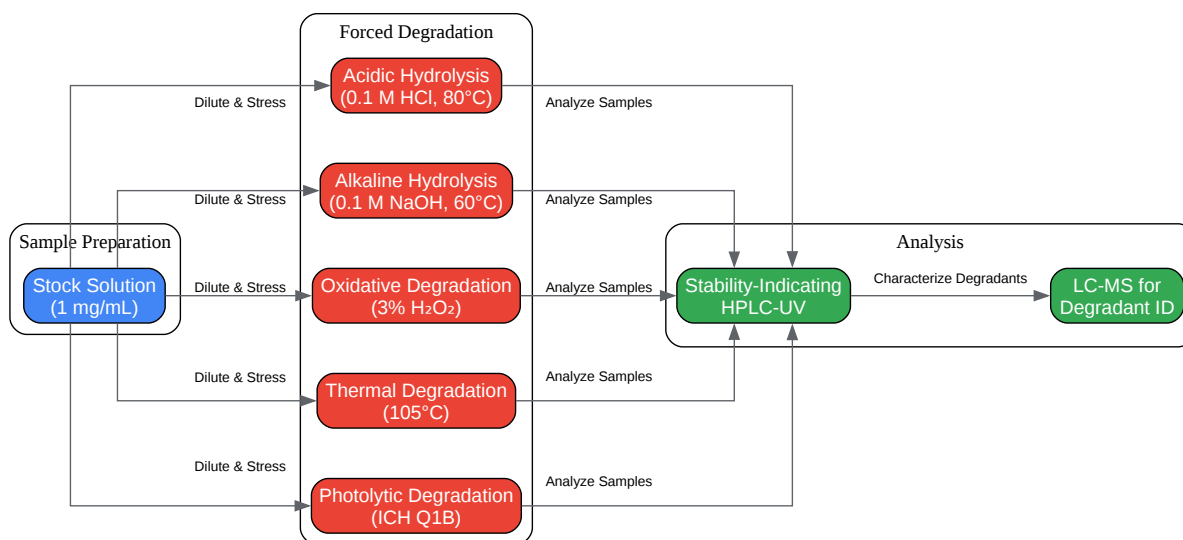 Forced Degradation
Acidic Hydrolysis
(0.1 M HCl, 80°C)
Dilute & Stress
Analyze Samples
Alkaline Hydrolysis
(0.1 M NaOH, 60°C)
Dilute & Stress
Analyze Samples
Sample Preparation
Stock Solution
(1 mg/mL)
Dilute & Stress
Oxidative Degradation
(3% H₂O₂)
Analyze Samples
Analysis
Stability-Indicating
HPLC-UV
Characterize Degradants
LC-MS for
Degradant ID
Dilute & Stress
Thermal Degradation
(105°C)
Analyze Samples
Dilute & Stress
Photolytic Degradation
(ICH Q1B)
Analyze Samples